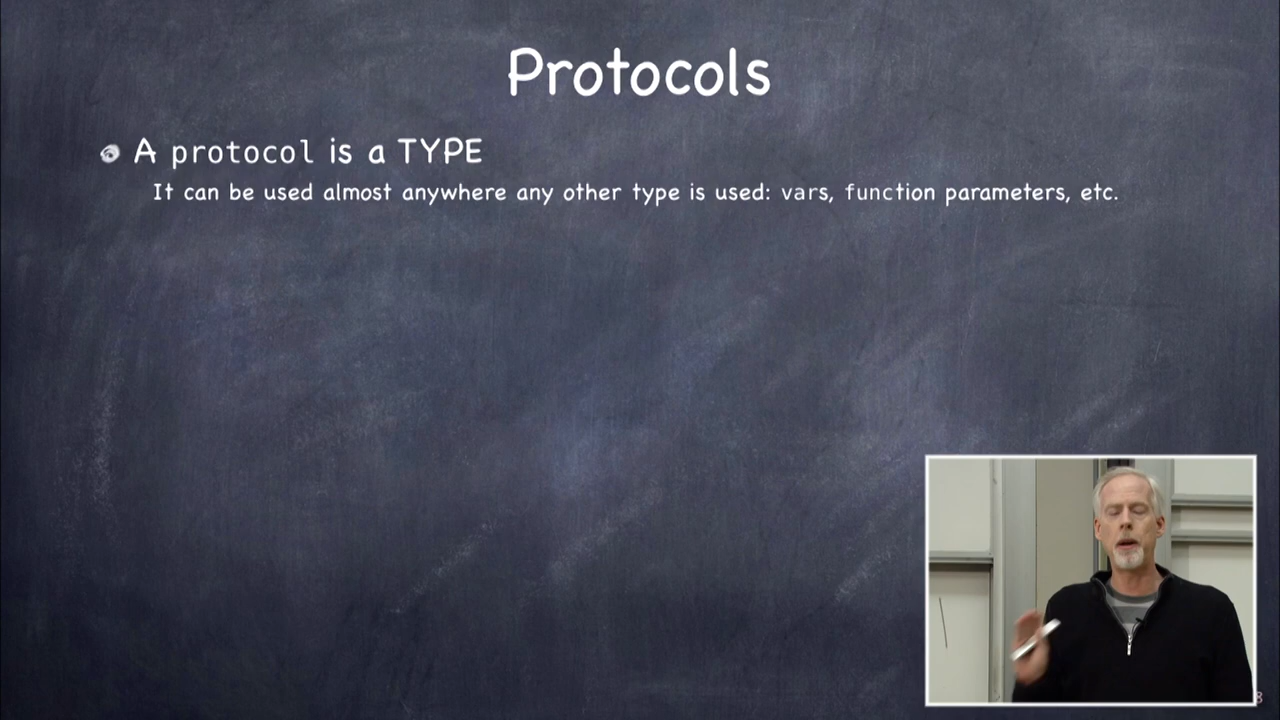 Protocols
A protocol is a TYPE
It can be used almost anywhere any other type is used: vars, function parameters, etc.
8